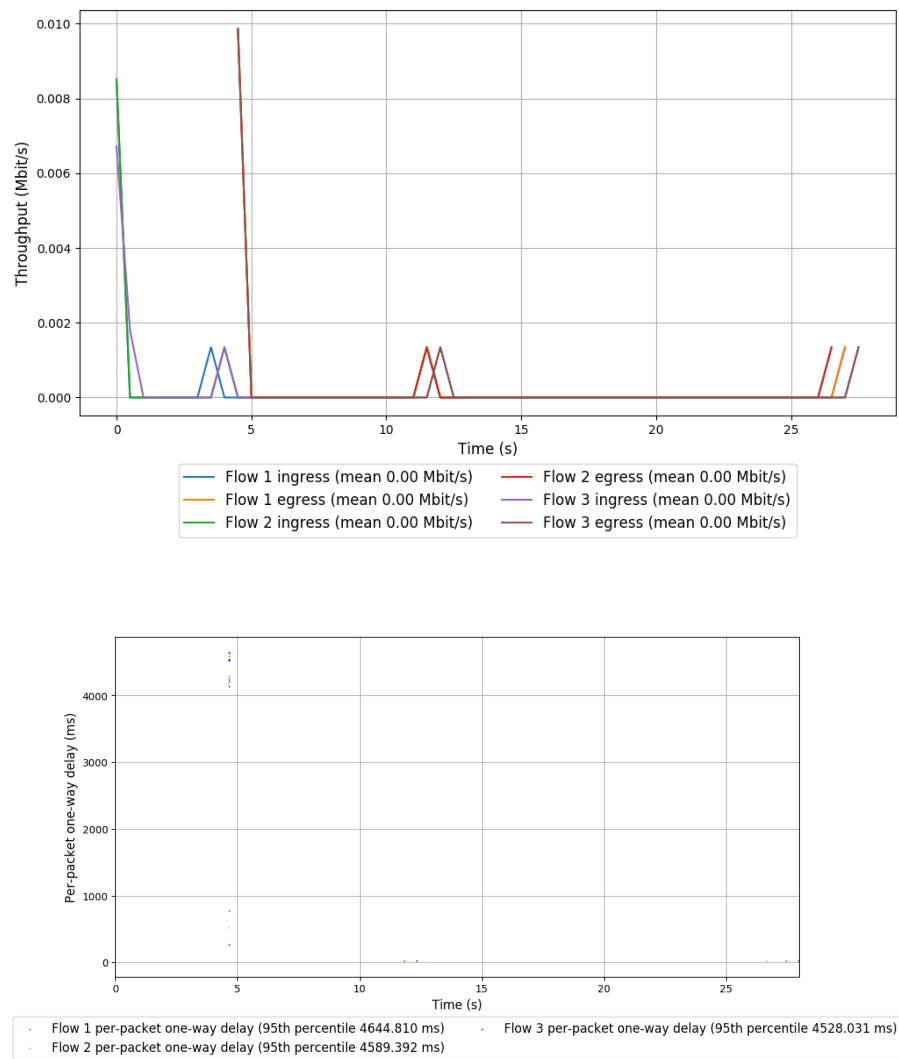 0.010
0.008
0.006
0.004
0.002
0.000
Throughput (Mbit/s)
0 5 10 15 20 25
Time (s)
Flow 1 ingress (mean 0.00 Mbit/s) Flow 2 egress (mean 0.00 Mbit/s)
Flow 1 egress (mean 0.00 Mbit/s) Flow 3 ingress (mean 0.00 Mbit/s)
Flow 2 ingress (mean 0.00 Mbit/s) Flow 3 egress (mean 0.00 Mbit/s)
4000
3000
2000
1000
0
Per-packet one-way delay (ms)
0 5 10 15 20 25
Time (s)
Flow 1 per-packet one-way delay (95th percentile 4644.810 ms) Flow 3 per-packet one-way delay (95th percentile 4528.031 ms)
Flow 2 per-packet one-way delay (95th percentile 4589.392 ms)